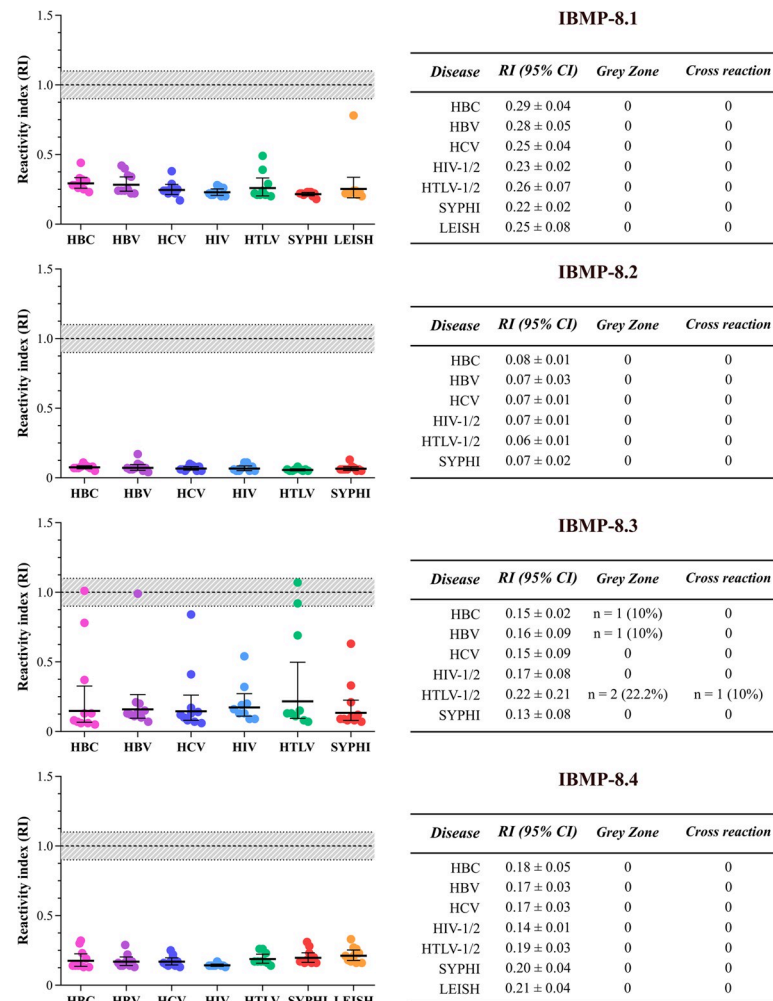 IBMP-8.1
Reactivity index (RI)
1.5
1.0
0.5
0
HBC HBV HCV HIV HTLV SYPHI LEISH
Disease RI (95% CI) Grey Zone Cross reaction
HBC 0.29 ± 0.04 0 0
HBV 0.28 ± 0.05 0 0
HCV 0.25 ± 0.04 0 0
HIV-1/2 0.23 ± 0.02 0 0
HTLV-1/2 0.26 ± 0.07 0 0
SYPHI 0.22 ± 0.02 0 0
LEISH 0.25 ± 0.08 0 0
IBMP-8.2
Reactivity index (RI)
1.5
1.0
0.5
0
HBC HBV HCV HIV HTLV SYPHI
Disease RI (95% CI) Grey Zone Cross reaction
HBC 0.08 ± 0.01 0 0
HBV 0.07 ± 0.03 0 0
HCV 0.07 ± 0.01 0 0
HIV-1/2 0.07 ± 0.01 0 0
HTLV-1/2 0.06 ± 0.01 0 0
SYPHI 0.07 ± 0.02 0 0
IBMP-8.3
Reactivity index (RI)
1.5
1.0
0.5
0
HBC HBV HCV HIV HTLV SYPHI
Disease RI (95% CI) Grey Zone Cross reaction
HBC 0.15 ± 0.02 n = 1 (10%) 0
HBV 0.16 ± 0.09 n = 1 (10%) 0
HCV 0.15 ± 0.09 0 0
HIV-1/2 0.17 ± 0.08 0 0
HTLV-1/2 0.22 ± 0.21 n = 2 (22.2%) n = 1 (10%)
SYPHI 0.13 ± 0.08 0 0
IBMP-8.4
Reactivity index (RI)
1.5
1.0
0.5
0
HBC HBV HCV HIV HTLV SYPHI LEISH
Disease RI (95% CI) Grey Zone Cross reaction
HBC 0.18 ± 0.05 0 0
HBV 0.17 ± 0.03 0 0
HCV 0.17 ± 0.03 0 0
HIV-1/2 0.14 ± 0.01 0 0
HTLV-1/2 0.19 ± 0.03 0 0
SYPHI 0.20 ± 0.04 0 0
LEISH 0.21 ± 0.04 0 0